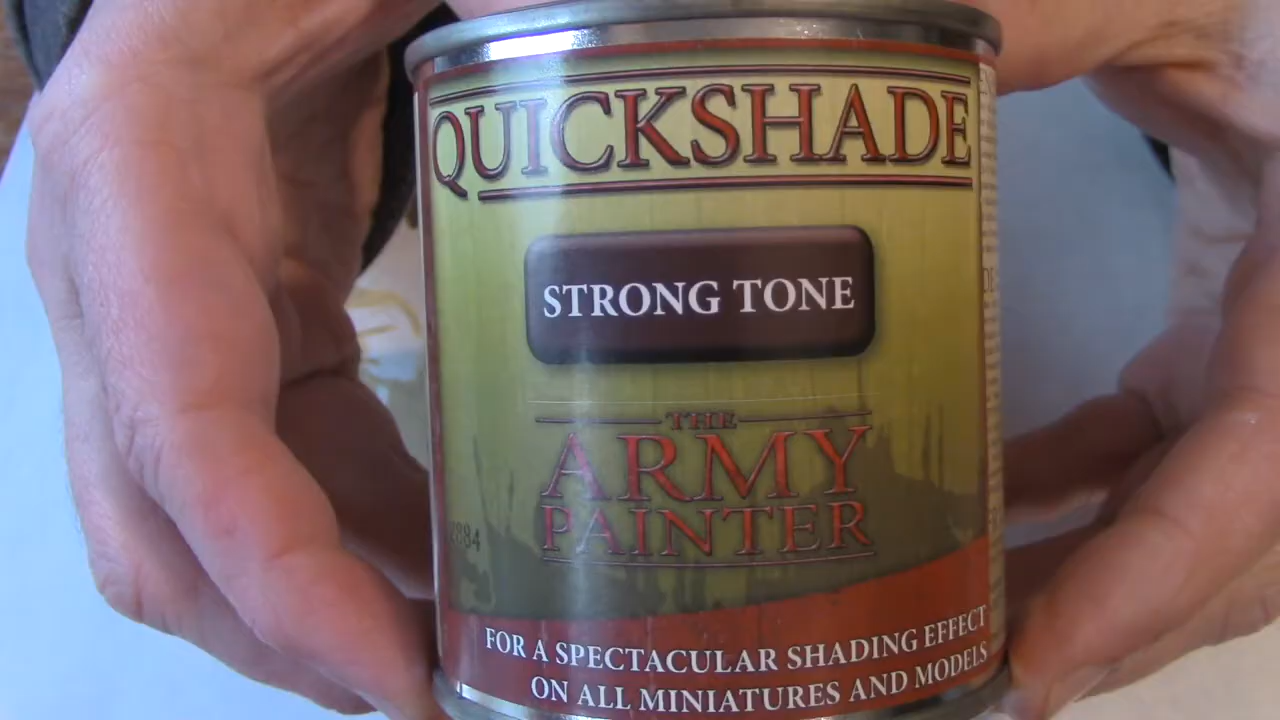 QUICKSHADE
STRONG TONE
THE
ARMY
PAINTER
FOR A SPECTACULAR SHADING EFFECT
ON ALL MINIATURES AND MODELS